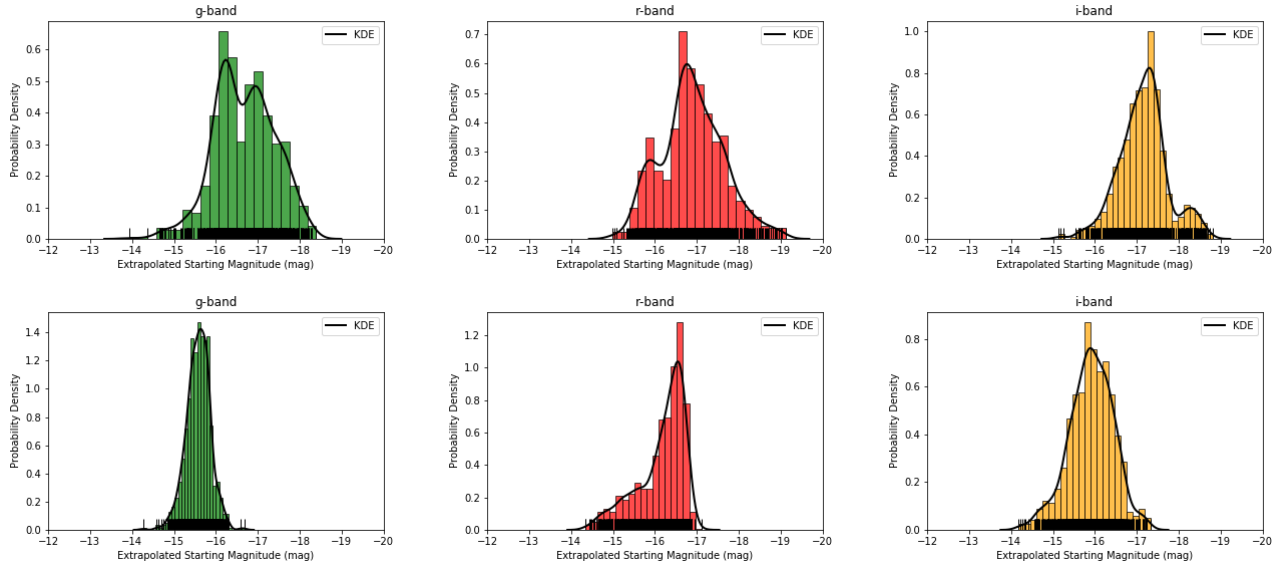 g-band
r-band
i-band
KDE
KDE
KDE
Probability Density
0.6
0.5
0.4
0.3
0.2
0.1
0.0
Probability Density
0.7
0.6
0.5
0.4
0.3
0.2
0.1
0.0
Probability Density
1.0
0.8
0.6
0.4
0.2
0.0
−12 −13 −14 −15 −16 −17 −18 −19 −20
−12 −13 −14 −15 −16 −17 −18 −19 −20
−12 −13 −14 −15 −16 −17 −18 −19 −20
Extrapolated Starting Magnitude (mag)
Extrapolated Starting Magnitude (mag)
Extrapolated Starting Magnitude (mag)
g-band
r-band
i-band
KDE
KDE
KDE
Probability Density
1.4
1.2
1.0
0.8
0.6
0.4
0.2
0.0
Probability Density
1.2
1.0
0.8
0.6
0.4
0.2
0.0
Probability Density
0.8
0.6
0.4
0.2
0.0
−12 −13 −14 −15 −16 −17 −18 −19 −20
−12 −13 −14 −15 −16 −17 −18 −19 −20
−12 −13 −14 −15 −16 −17 −18 −19 −20
Extrapolated Starting Magnitude (mag)
Extrapolated Starting Magnitude (mag)
Extrapolated Starting Magnitude (mag)